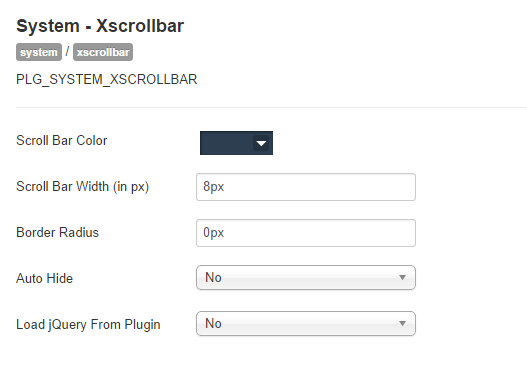 System - Xscrollbar
system / xscrollbar
PLG_SYSTEM_XSCROLLBAR
Scroll Bar Color
Scroll Bar Width (in px) 8px
Border Radius 0px
Auto Hide No
Load jQuery From Plugin No